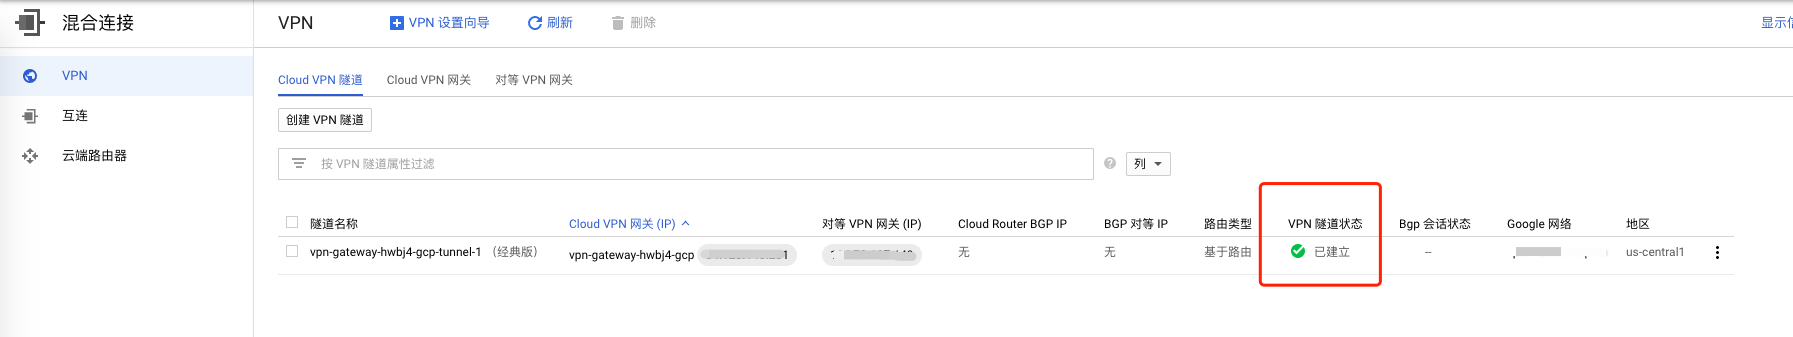 混合连接
VPN
VPN 设置向导
刷新
删除
显示信
VPN
互连
云端路由器
Cloud VPN 隧道
Cloud VPN 网关
对等 VPN 网关
创建 VPN 隧道
按 VPN 隧道属性过滤
列
隧道名称
Cloud VPN 网关 (IP)
对等 VPN 网关 (IP)
Cloud Router BGP IP
BGP 对等 IP
路由类型
VPN 隧道状态
Bgp 会话状态
Google 网络
地区
vpn-gateway-hwbj4-gcp-tunnel-1 (经典版)
vpn-gateway-hwbj4-gcp
无
无
基于路由
已建立
--
us-central1